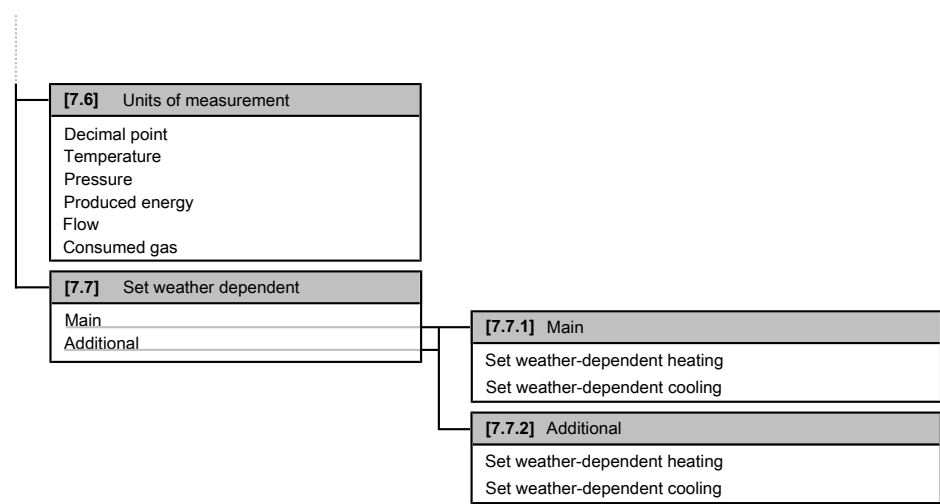 [7.6] Units of measurement
Decimal point
Temperature
Pressure
Produced energy
Flow
Consumed gas
[7.7] Set weather dependent
Main
Additional
[7.7.1] Main
Set weather-dependent heating
Set weather-dependent cooling
[7.7.2] Additional
Set weather-dependent heating
Set weather-dependent cooling